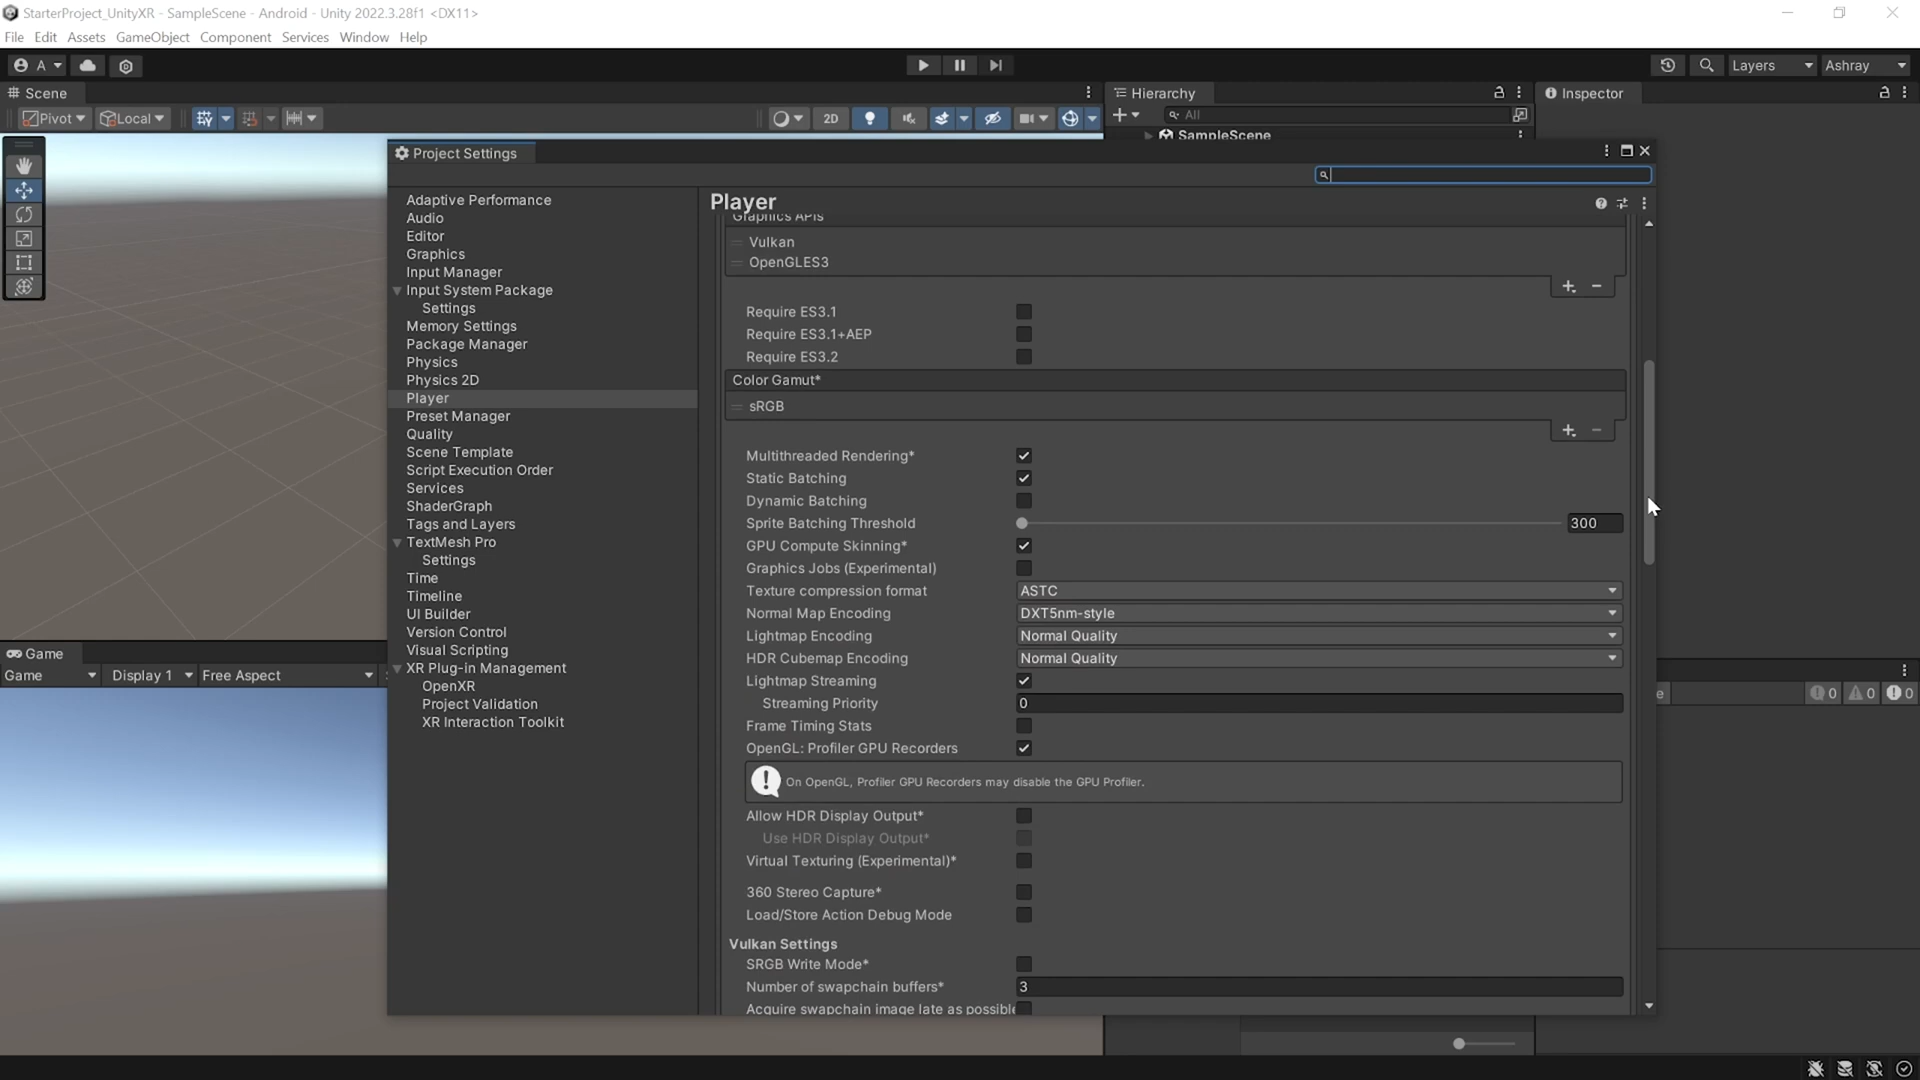 StarterProject_UnityXR - SampleScene - Android - Unity 2022.3.28f1 <DX11>
File Edit Assets GameObject Component Services Window Help
A Layers Ashray
Scene Hierarchy Inspector
Pivot Local 2D All
SampleScene
Project Settings
Adaptive Performance
Audio
Editor
Graphics
Input Manager
Input System Package
Settings
Memory Settings
Package Manager
Physics
Physics 2D
Player
Preset Manager
Quality
Scene Template
Script Execution Order
Services
ShaderGraph
Tags and Layers
TextMesh Pro
Settings
Time
Timeline
UI Builder
Version Control
Visual Scripting
XR Plug-in Management
OpenXR
Project Validation
XR Interaction Toolkit
Player
Graphics APIs
Vulkan
OpenGLES3
Require ES3.1
Require ES3.1+AEP
Require ES3.2
Color Gamut*
sRGB
Multithreaded Rendering*
Static Batching
Dynamic Batching
Sprite Batching Threshold 300
GPU Compute Skinning*
Graphics Jobs (Experimental)
Texture compression format ASTC
Normal Map Encoding DXT5nm-style
Lightmap Encoding Normal Quality
HDR Cubemap Encoding Normal Quality
Lightmap Streaming
Streaming Priority 0
Frame Timing Stats
OpenGL: Profiler GPU Recorders
On OpenGL, Profiler GPU Recorders may disable the GPU Profiler.
Allow HDR Display Output*
Use HDR Display Output*
Virtual Texturing (Experimental)*
360 Stereo Capture*
Load/Store Action Debug Mode
Vulkan Settings
SRGB Write Mode*
Number of swapchain buffers* 3
Acquire swapchain image late as possible
Game
Game Display 1 Free Aspect
e 0 0 0